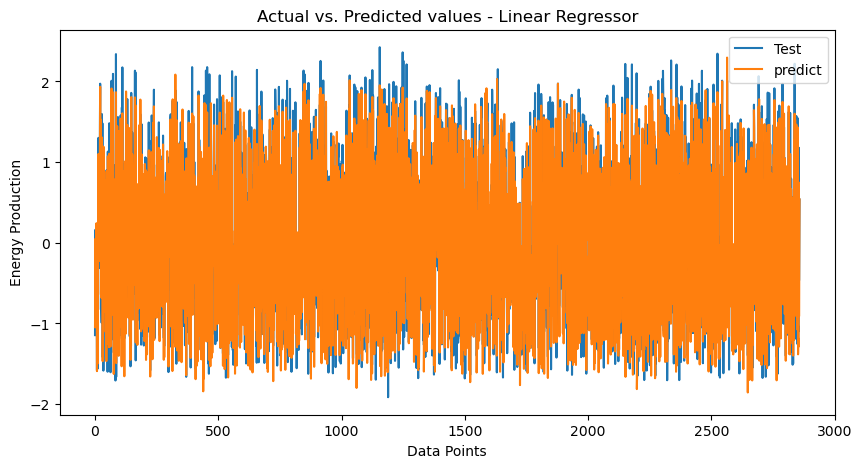 Actual vs. Predicted values - Linear Regressor
Test
predict
Energy Production
2
1
0
−1
−2
0 500 1000 1500 2000 2500 3000
Data Points